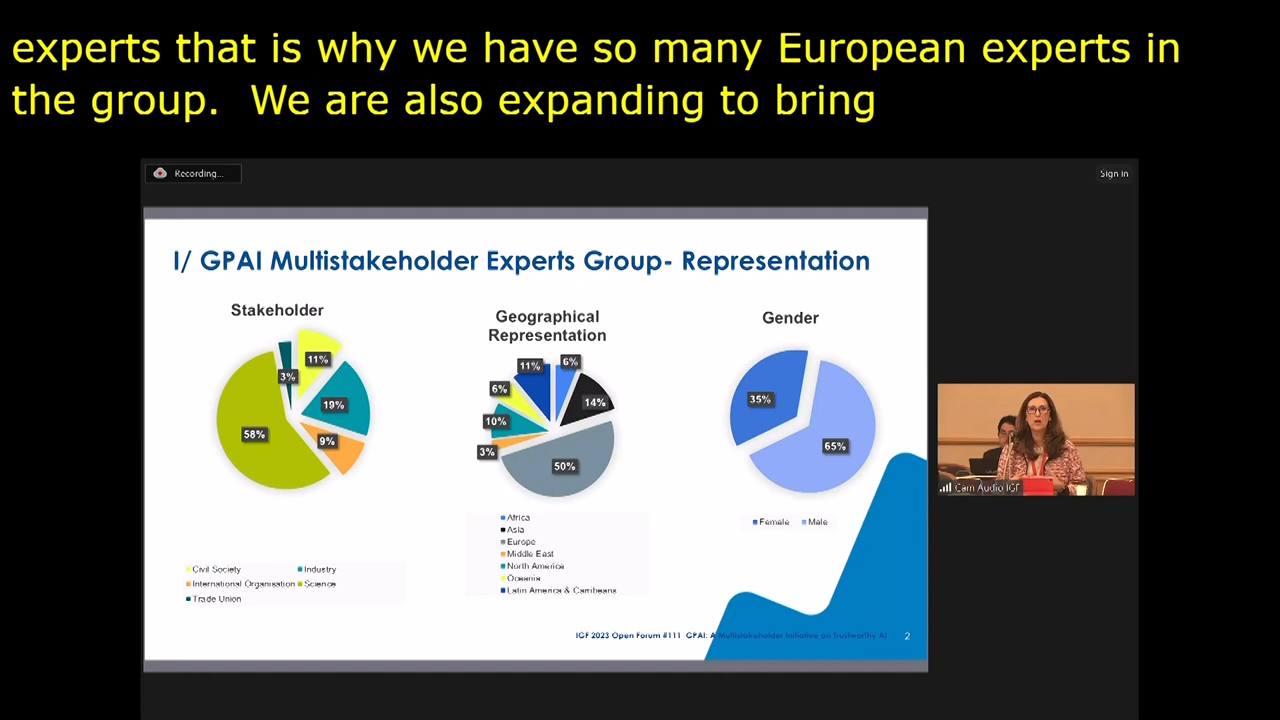 experts that is why we have so many European experts in
the group.  We are also expanding to bring
Recording...
Sign in
I/ GPAI Multistakeholder Experts Group- Representation
Stakeholder
11%
3%
19%
9%
58%
Civil Society
Industry
International Organisation
Science
Trade Union
Geographical
Representation
11%
6%
6%
14%
10%
3%
50%
Africa
Asia
Europe
Middle East
North America
Oceania
Latin America & Carribeans
Gender
35%
65%
Female
Male
Cam Audio IGF
IGF 2023 Open Forum #111 GPAI: A Multistakeholder Initiative on Trustworthy AI
2